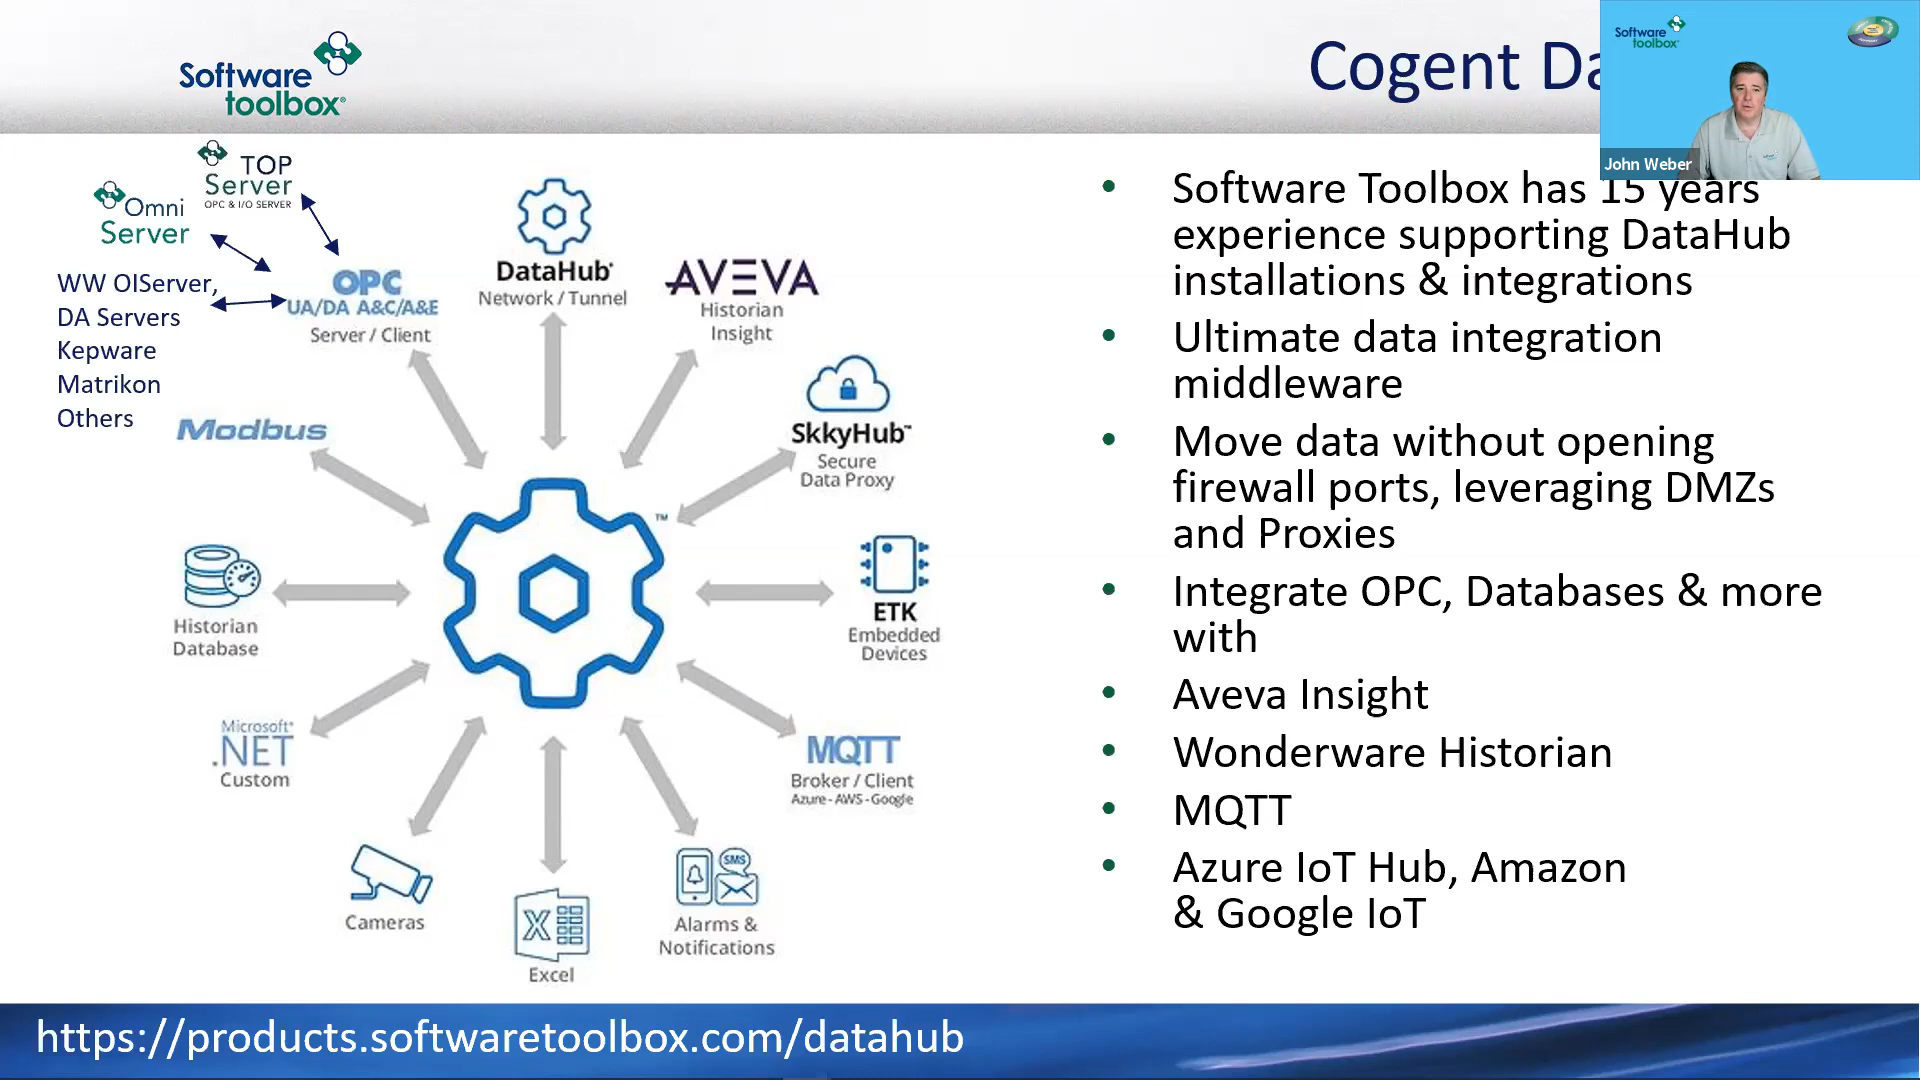 Software
toolbox®
Cogent Da
Software
toolbox
John Weber
TOP
Server
OPC & I/O SERVER
Omni
Server
WW OIServer,
DA Servers
Kepware
Matrikon
Others
OPC
UA/DA A&C/A&E
Server / Client
DataHub®
Network / Tunnel
AVEVA
Historian
Insight
SkkyHub™
Secure
Data Proxy
Modbus
™
Historian
Database
ETK
Embedded
Devices
Microsoft®
.NET
Custom
MQTT
Broker / Client
Azure - AWS - Google
Cameras
X
Excel
SMS
Alarms &
Notifications
• Software Toolbox has 15 years
experience supporting DataHub
installations & integrations
• Ultimate data integration
middleware
• Move data without opening
firewall ports, leveraging DMZs
and Proxies
• Integrate OPC, Databases & more
with
• Aveva Insight
• Wonderware Historian
• MQTT
• Azure IoT Hub, Amazon
& Google IoT
https://products.softwaretoolbox.com/datahub